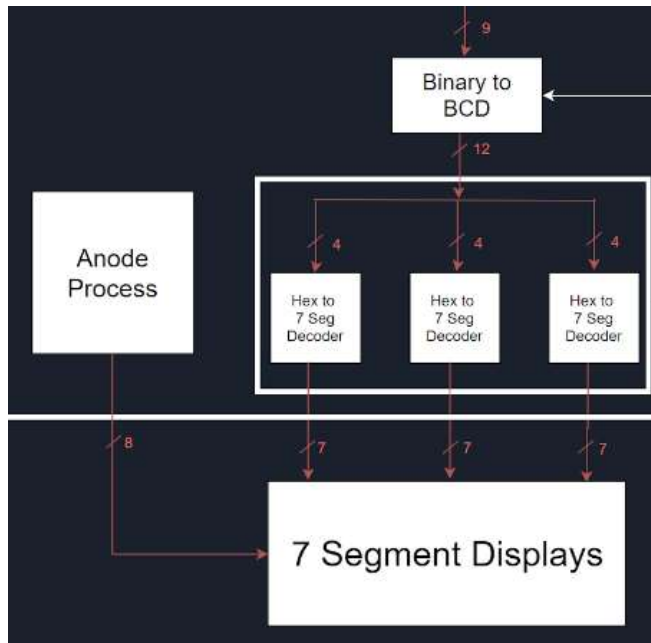 9
Binary to
BCD
12
4
4
4
Anode
Process
Hex to
7 Seg
Decoder
Hex to
7 Seg
Decoder
Hex to
7 Seg
Decoder
8
7
7
7
7 Segment Displays